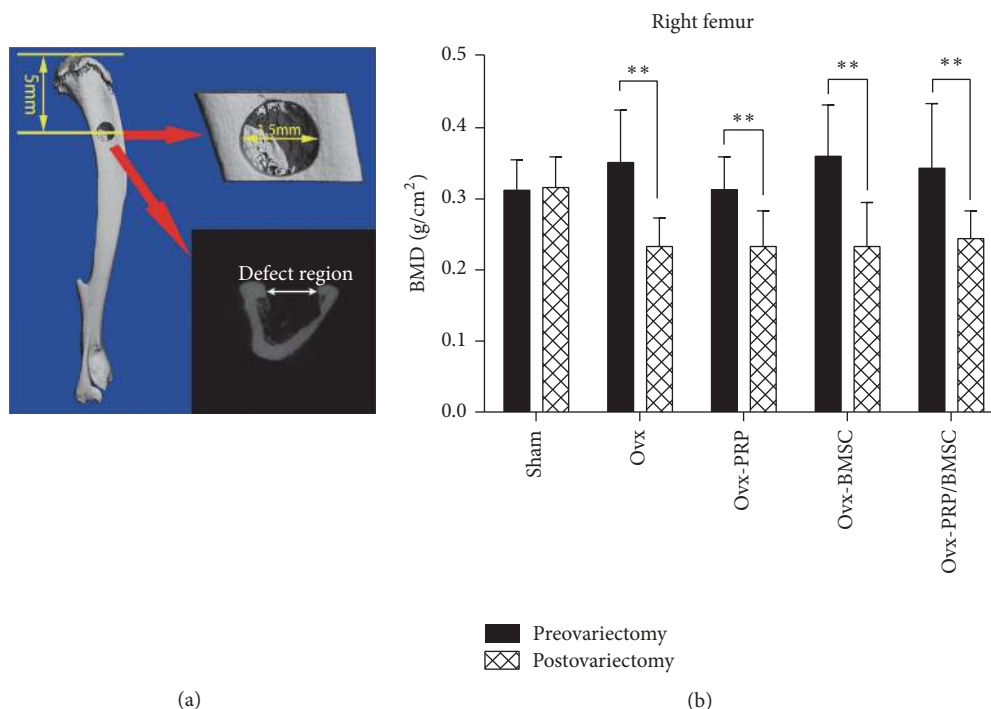 5mm
1.5mm
Defect region
(a)
Right femur
BMD (g/cm²)
0.5
0.4
0.3
0.2
0.1
0.0
**
**
**
**
Sham
Ovx
Ovx-PRP
Ovx-BMSC
Ovx-PRP/BMSC
Preovariectomy
Postovariectomy
(b)